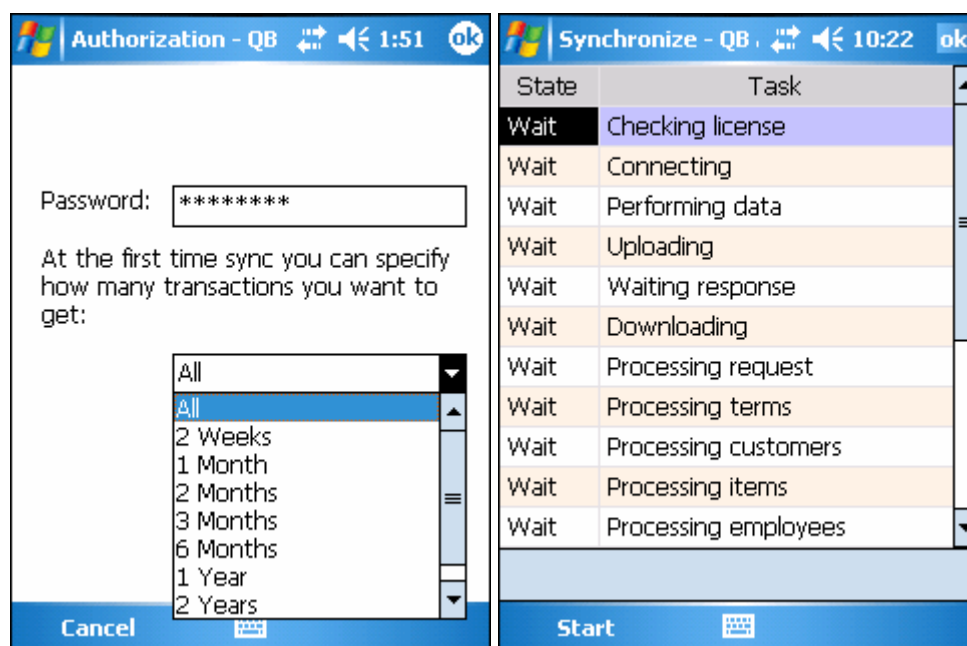 Authorization - QB 1:51 ok
Password: ********
At the first time sync you can specify
how many transactions you want to
get:
All
All
2 Weeks
1 Month
2 Months
3 Months
6 Months
1 Year
2 Years
Cancel
Synchronize - QB . 10:22 ok
State Task
Wait Checking license
Wait Connecting
Wait Performing data
Wait Uploading
Wait Waiting response
Wait Downloading
Wait Processing request
Wait Processing terms
Wait Processing customers
Wait Processing items
Wait Processing employees
Start